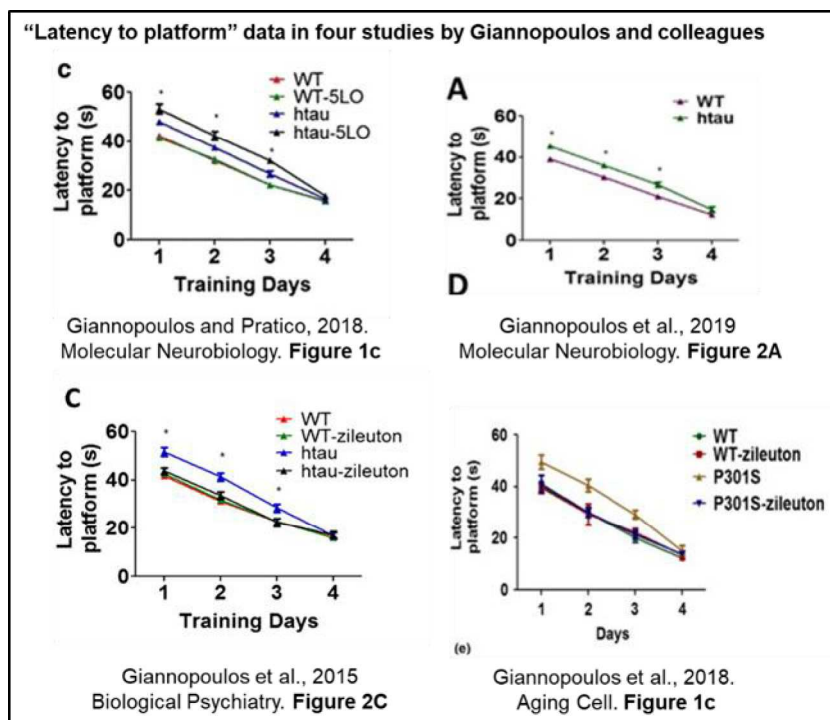 “Latency to platform” data in four studies by Giannopoulos and colleagues
c
60
40
20
0
Latency to
platform (s)
*
*
*
WT
WT-5LO
htau
htau-5LO
1 2 3 4
Training Days
Giannopoulos and Pratico, 2018.
Molecular Neurobiology. Figure 1c
A
60
40
20
0
Latency to
platform (s)
*
*
*
WT
htau
1 2 3 4
Training Days
D
Giannopoulos et al., 2019
Molecular Neurobiology. Figure 2A
C
60
40
20
0
Latency to
platform (s)
*
*
*
WT
WT-zileuton
htau
htau-zileuton
1 2 3 4
Training Days
Giannopoulos et al., 2015
Biological Psychiatry. Figure 2C
60
40
20
0
Latency to
platform (s)
WT
WT-zileuton
P301S
P301S-zileuton
1 2 3 4
Days
(e)
Giannopoulos et al., 2018.
Aging Cell. Figure 1c